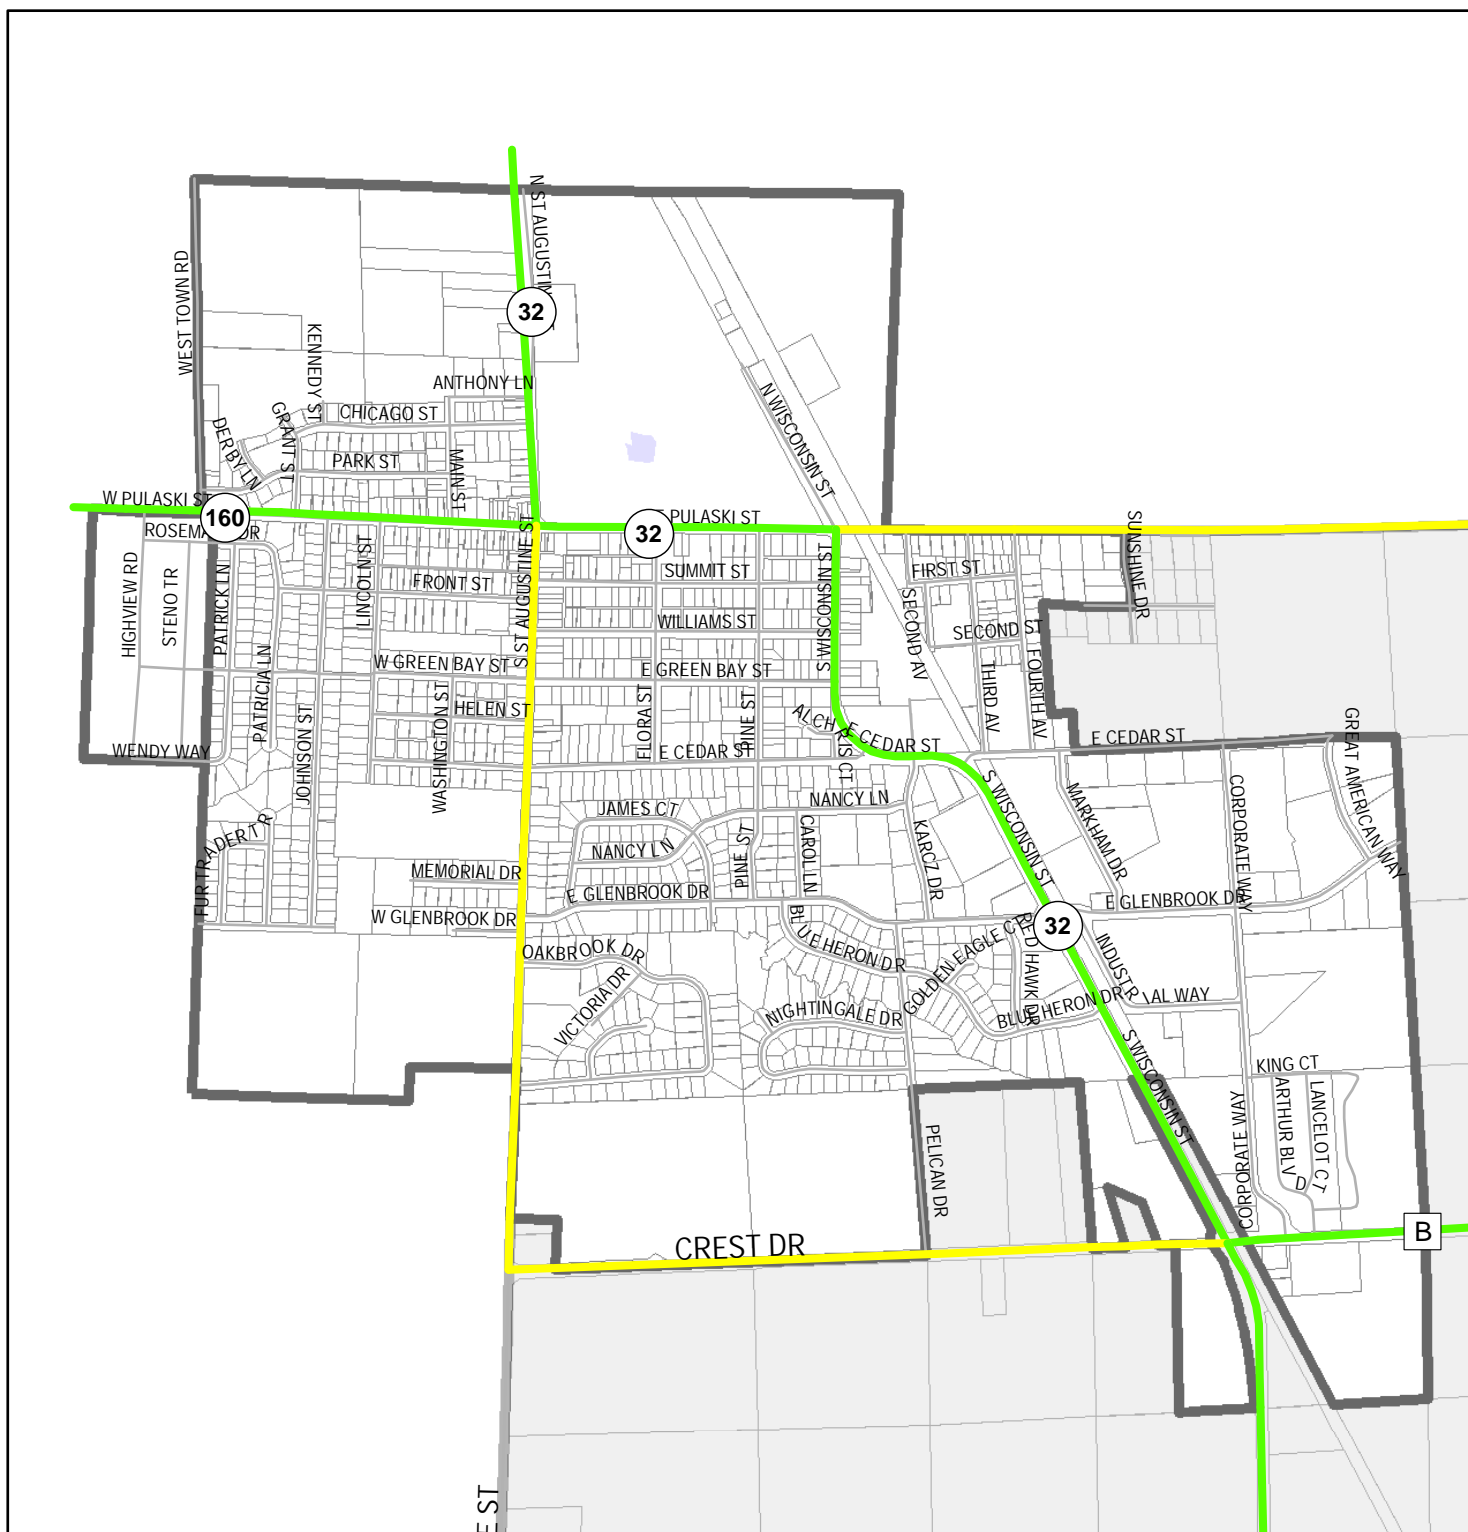 N ST AUGUSTIN
WEST TOWN RD
32
KENNEDY ST
ANTHONY LN
N WISCONSIN ST
CHICAGO ST
GRANT ST
DERBY LN
PARK ST
MAIN ST
W PULASKI ST
160
32
PULASKI ST
ROSEMA
DR
SUNSHINE DR
HIGHVIEW RD
STENO TR
PATRICK LN
LINCOLN ST
FRONT ST
S ST AUGUSTINE ST
SUMMIT ST
S WISCONSIN ST
FIRST ST
SECOND AV
WILLIAMS ST
SECOND ST
PATRICIA LN
W GREEN BAY ST
E GREEN BAY ST
THIRD AV
FOURTH AV
WENDY WAY
JOHNSON ST
WASHINGTON ST
HELEN ST
FLORA ST
PINE ST
ALCH
IS CT
E CEDAR ST
E CEDAR ST
E CEDAR ST
GREAT AMERICAN WAY
JAMES CT
NANCY LN
S WISCONSIN ST
MARKHAM DR
CORPORATE WAY
FUR TRADER TR
NANCY LN
PINE ST
CAROL LN
KARCZ DR
MEMORIAL DR
E GLENBROOK DR
E GLENBROOK DR
W GLENBROOK DR
32
OAKBROOK DR
BLUE HERON DR
GOLDEN EAGLE CT
RED HAWK DR
INDUSTR
IAL WAY
VICTORIA DR
NIGHTINGALE DR
BLUE HERON DR
S WISCONSIN ST
KING CT
PELICAN DR
CORPORATE WAY
ARTHUR BLVD
LANCELOT CT
CREST DR
B
E ST